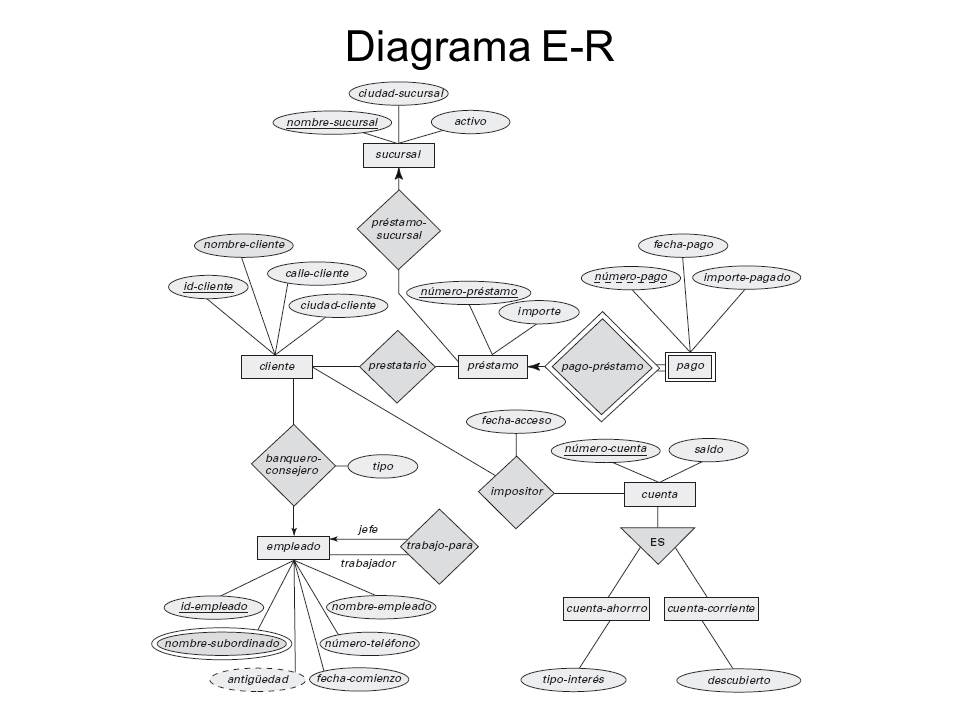 Diagrama E-R
ciudad-sucursal
nombre-sucursal
activo
sucursal
préstamo-
sucursal
nombre-cliente
calle-cliente
id-cliente
ciudad-cliente
número-préstamo
importe
fecha-pago
número-pago
importe-pagado
cliente
prestatario
préstamo
pago-préstamo
pago
fecha-acceso
número-cuenta
saldo
banquero-
consejero
tipo
impositor
cuenta
jefe
empleado
trabajo-para
trabajador
ES
id-empleado
nombre-empleado
cuenta-ahorrro
cuenta-corriente
nombre-subordinado
número-teléfono
antigüedad
fecha-comienzo
tipo-interés
descubierto